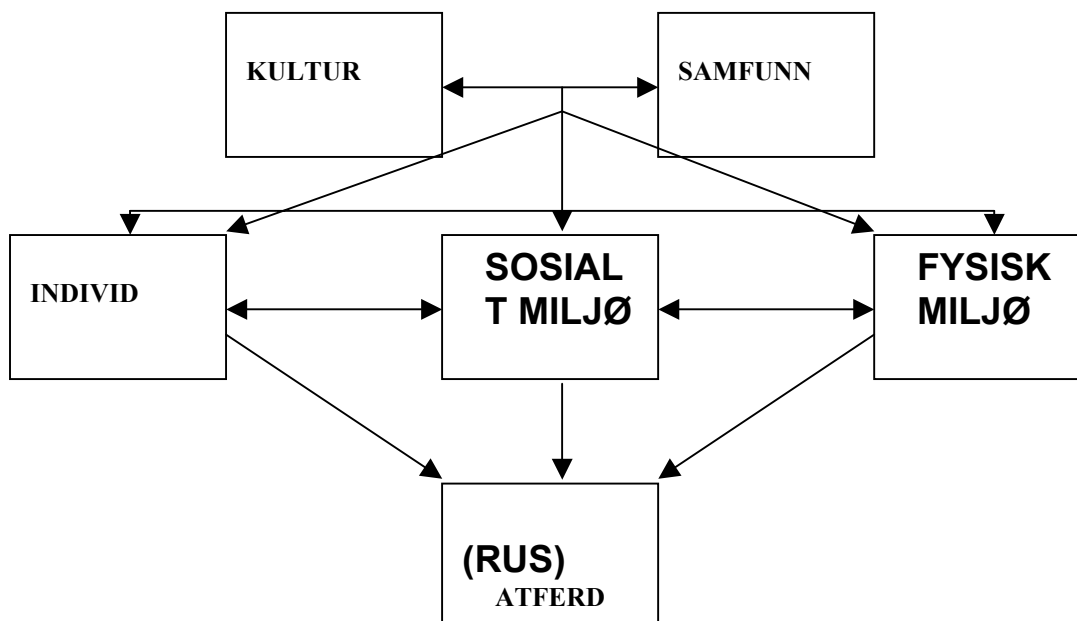 KULTUR
SAMFUNN
INDIVID
SOSIAL
T MILJØ
FYSISK
MILJØ
(RUS)
ATFERD